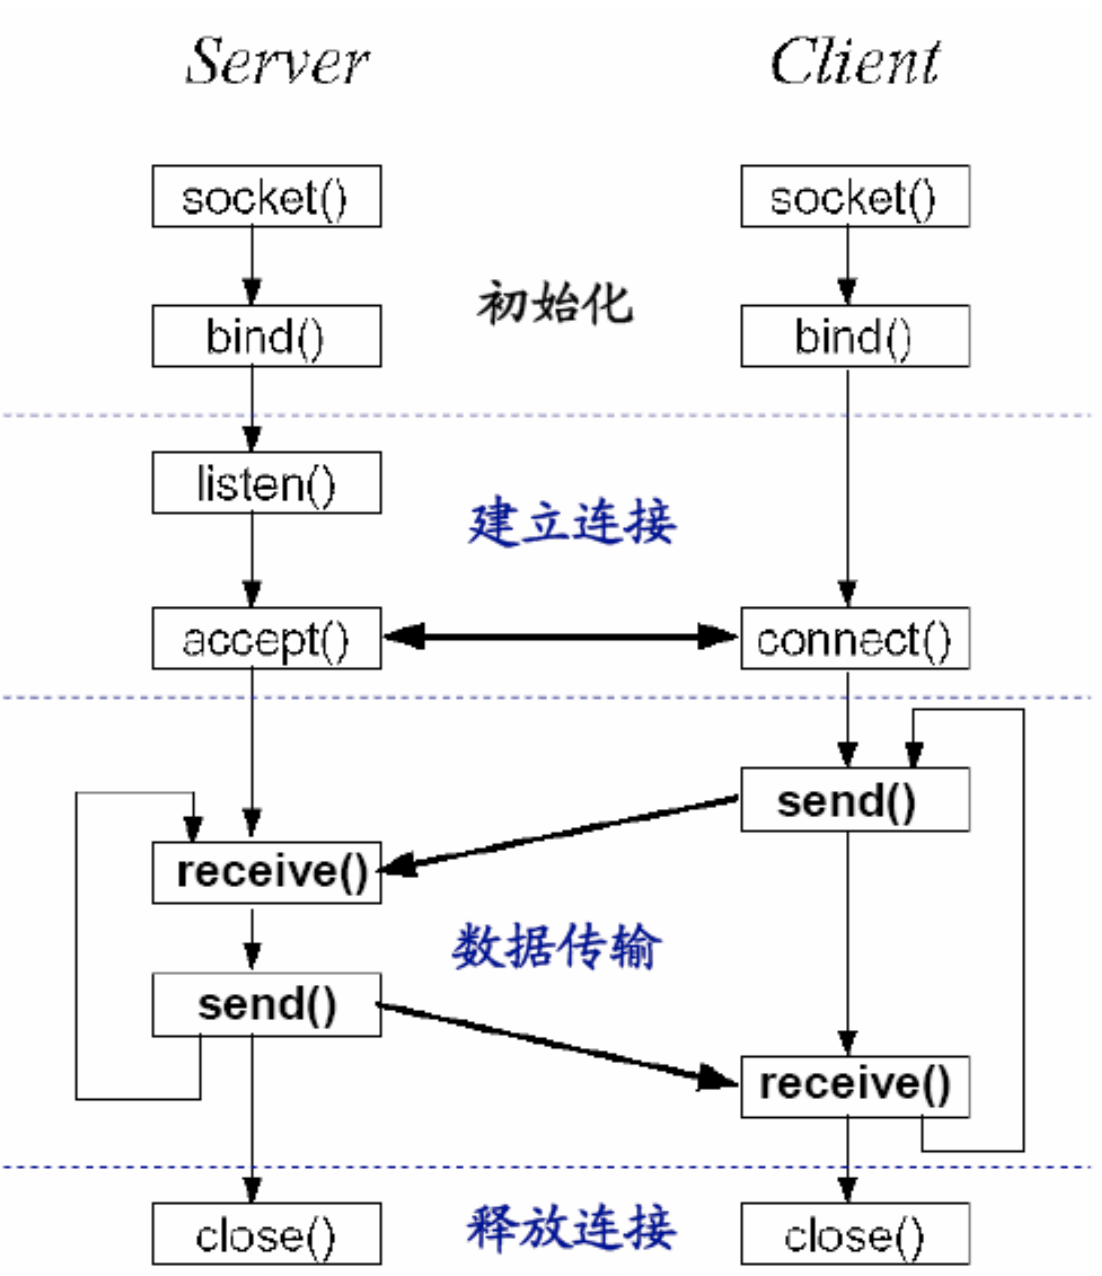 Server
Client
socket()
socket()
初始化
bind()
bind()
listen()
建立连接
accept()
connect()
send()
receive()
数据传输
send()
receive()
释放连接
close()
close()